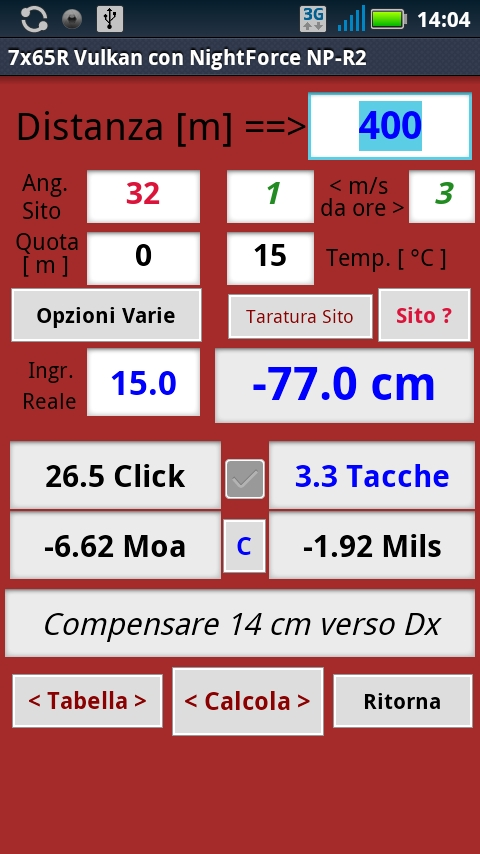 3G 14:04
7x65R Vulkan con NightForce NP-R2
Distanza [m] ==> 400
Ang. Sito 32 1 < m/s da ore > 3
Quota [ m ] 0 15 Temp. [ °C ]
Opzioni Varie Taratura Sito Sito ?
Ingr. Reale 15.0 -77.0 cm
26.5 Click 3.3 Tacche
-6.62 Moa C -1.92 Mils
Compensare 14 cm verso Dx
< Tabella > < Calcola > Ritorna